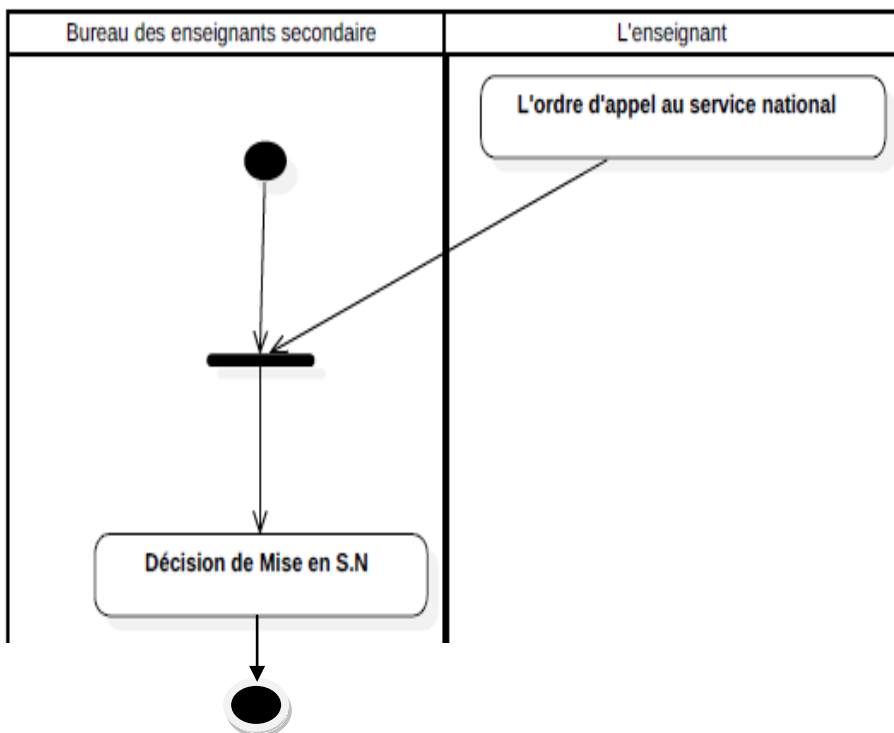 Bureau des enseignants secondaire
L'enseignant
L'ordre d'appel au service national
Décision de Mise en S.N